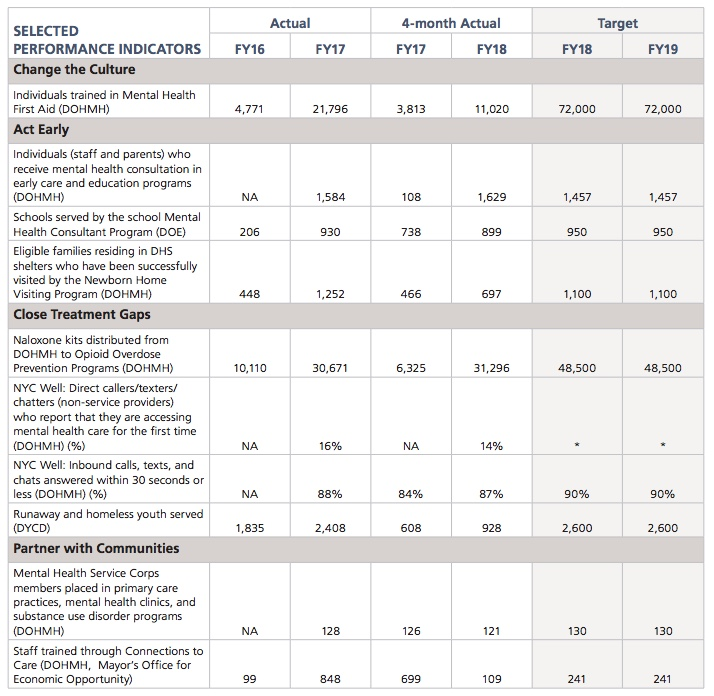 SELECTED
PERFORMANCE INDICATORS
Actual 4-month Actual Target
FY16 FY17 FY17 FY18 FY18 FY19
Change the Culture
Individuals trained in Mental Health
First Aid (DOHMH) 4,771 21,796 3,813 11,020 72,000 72,000
Act Early
Individuals (staff and parents) who
receive mental health consultation in
early care and education programs
(DOHMH) NA 1,584 108 1,629 1,457 1,457
Schools served by the school Mental
Health Consultant Program (DOE) 206 930 738 899 950 950
Eligible families residing in DHS
shelters who have been successfully
visited by the Newborn Home
Visiting Program (DOHMH) 448 1,252 466 697 1,100 1,100
Close Treatment Gaps
Naloxone kits distributed from
DOHMH to Opioid Overdose
Prevention Programs (DOHMH) 10,110 30,671 6,325 31,296 48,500 48,500
NYC Well: Direct callers/texters/
chatters (non-service providers)
who report that they are accessing
mental health care for the first time
(DOHMH) (%) NA 16% NA 14% * *
NYC Well: Inbound calls, texts, and
chats answered within 30 seconds or
less (DOHMH) (%) NA 88% 84% 87% 90% 90%
Runaway and homeless youth served
(DYCD) 1,835 2,408 608 928 2,600 2,600
Partner with Communities
Mental Health Service Corps
members placed in primary care
practices, mental health clinics, and
substance use disorder programs
(DOHMH) NA 128 126 121 130 130
Staff trained through Connections to
Care (DOHMH, Mayor's Office for
Economic Opportunity) 99 848 699 109 241 241